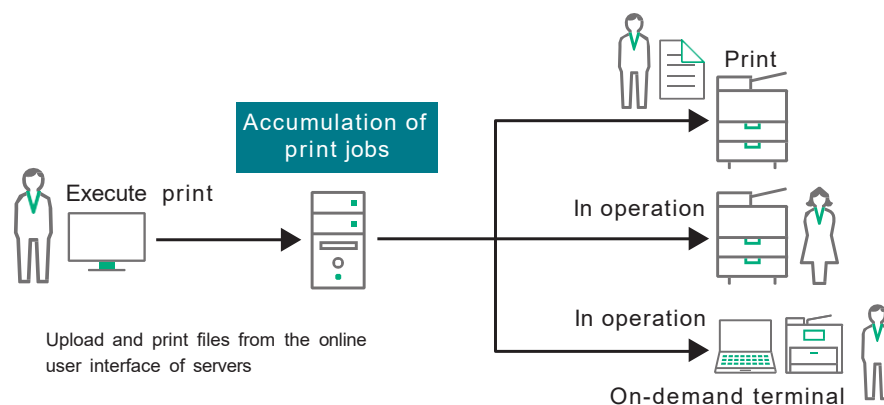 Print
Accumulation of
print jobs
Execute print
In operation
In operation
Upload and print files from the online
user interface of servers
On-demand terminal